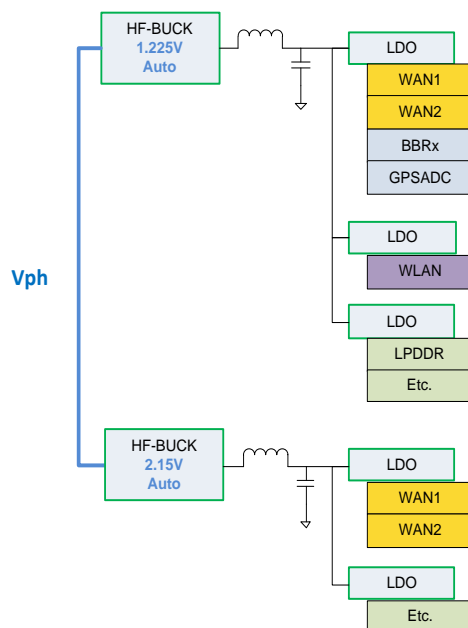 HF-BUCK
1.225V
Auto
LDO
WAN1
WAN2
BBRx
GPSADC
LDO
WLAN
Vph
LDO
LPDDR
Etc.
HF-BUCK
2.15V
Auto
LDO
WAN1
WAN2
LDO
Etc.